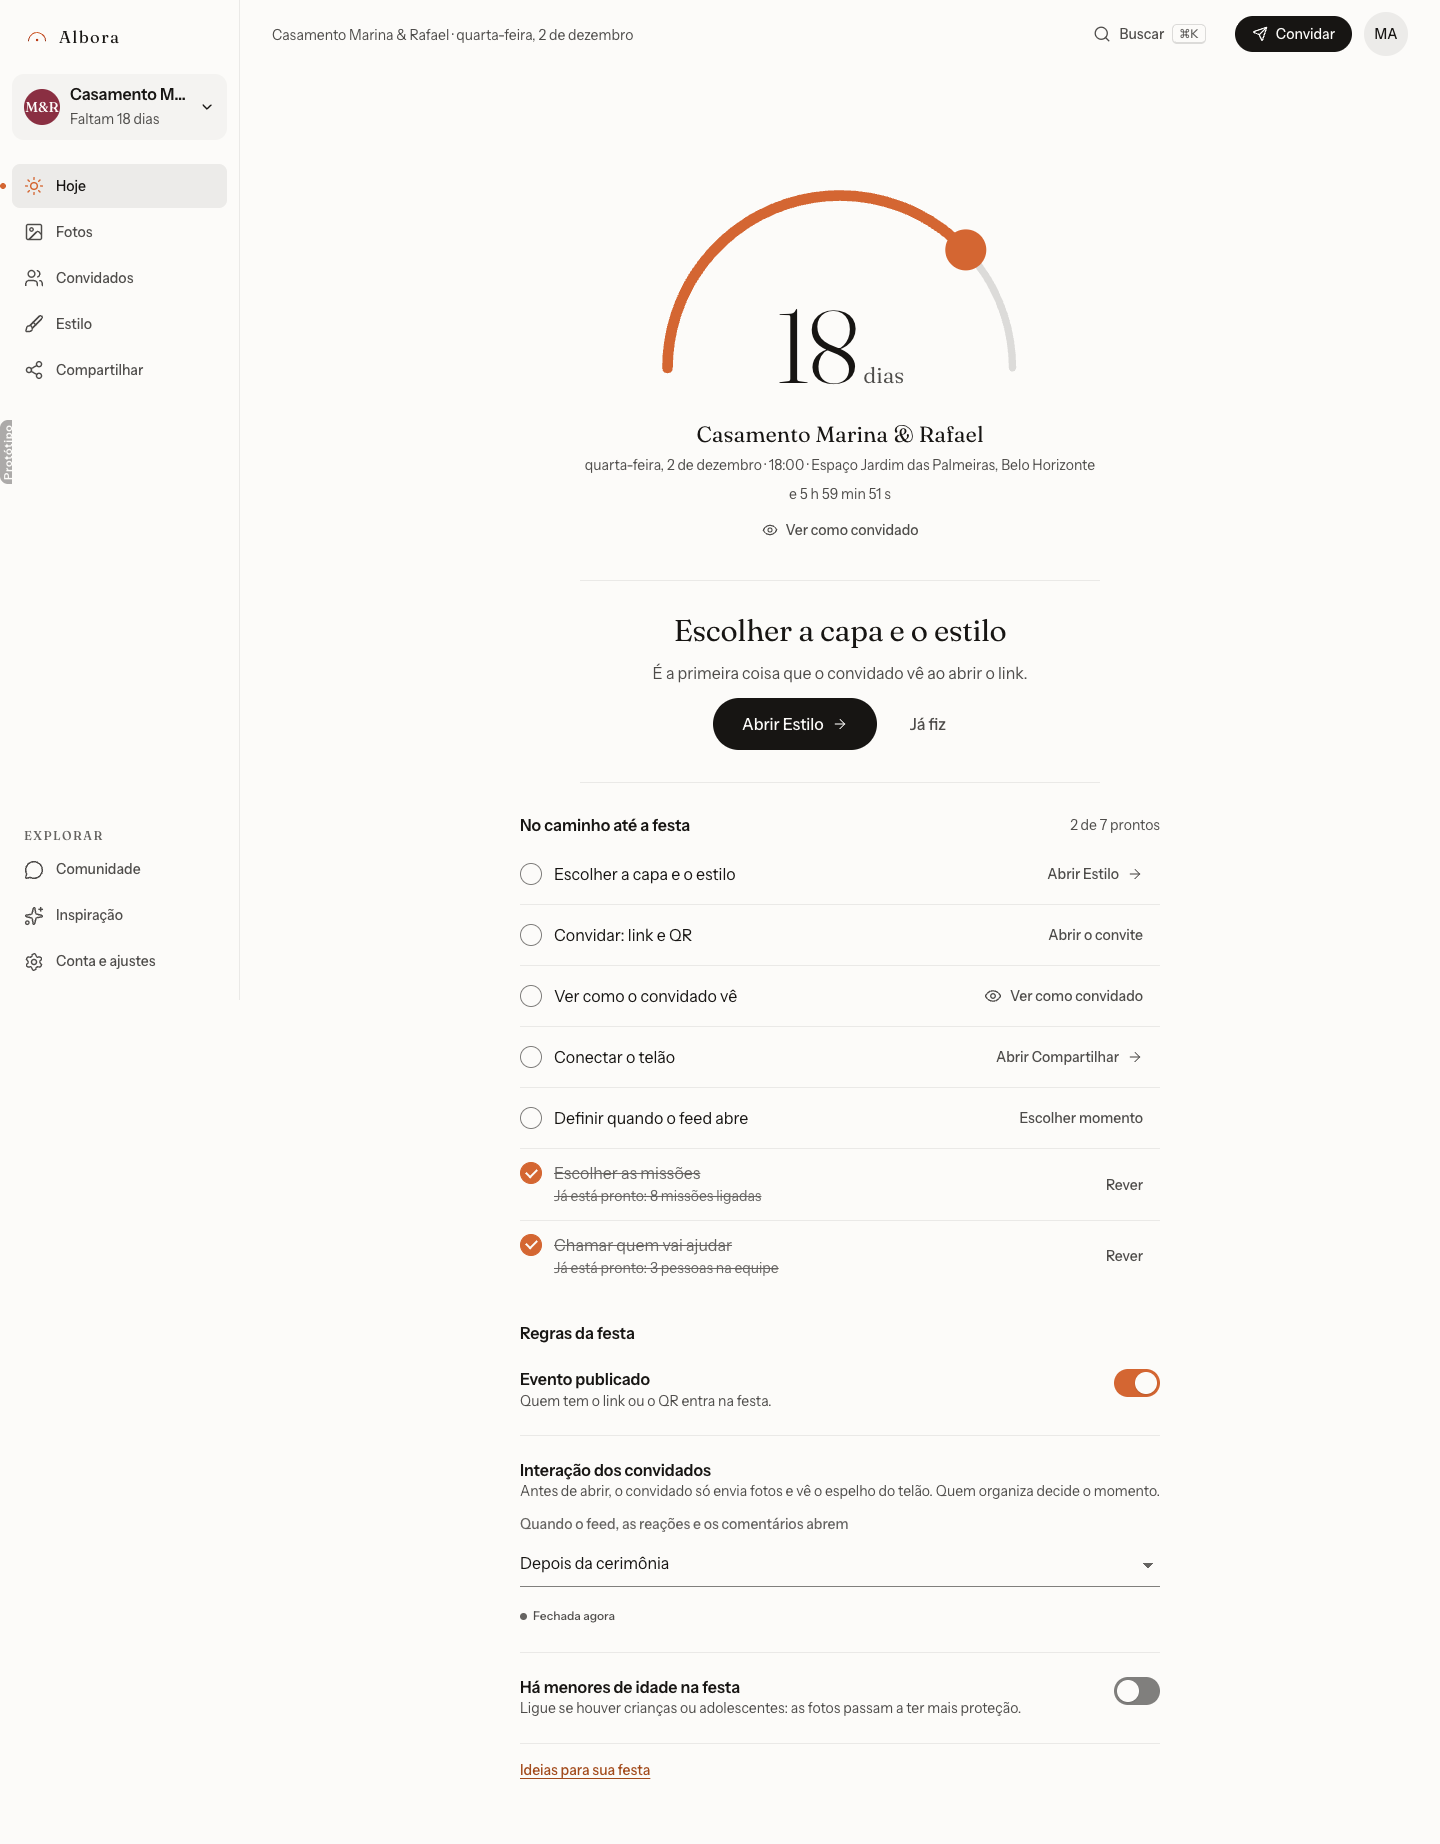 Albora
M&R
Casamento M...
Faltam 18 dias
Hoje
Fotos
Convidados
Estilo
Compartilhar
Protótipo
EXPLORAR
Comunidade
Inspiração
Conta e ajustes
Casamento Marina & Rafael · quarta-feira, 2 de dezembro
Buscar ⌘K
Convidar
MA
18 dias
Casamento Marina & Rafael
quarta-feira, 2 de dezembro · 18:00 · Espaço Jardim das Palmeiras, Belo Horizonte
e 5 h 59 min 51 s
Ver como convidado
Escolher a capa e o estilo
É a primeira coisa que o convidado vê ao abrir o link.
Abrir Estilo
Já fiz
No caminho até a festa
2 de 7 prontos
Escolher a capa e o estilo
Abrir Estilo
Convidar: link e QR
Abrir o convite
Ver como o convidado vê
Ver como convidado
Conectar o telão
Abrir Compartilhar
Definir quando o feed abre
Escolher momento
Escolher as missões
Já está pronto: 8 missões ligadas
Rever
Chamar quem vai ajudar
Já está pronto: 3 pessoas na equipe
Rever
Regras da festa
Evento publicado
Quem tem o link ou o QR entra na festa.
Interação dos convidados
Antes de abrir, o convidado só envia fotos e vê o espelho do telão. Quem organiza decide o momento.
Quando o feed, as reações e os comentários abrem
Depois da cerimônia
Fechada agora
Há menores de idade na festa
Ligue se houver crianças ou adolescentes: as fotos passam a ter mais proteção.
Ideias para sua festa